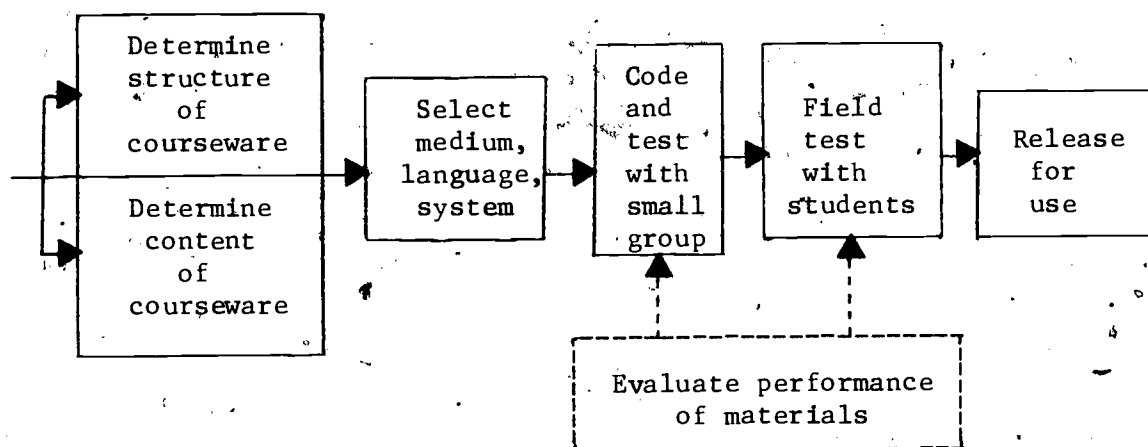 Determine
structure
of
courseware
Determine
content
of
courseware
Select
medium,
language,
system
Code
and
test
with
small
group
Field
test
with
students
Release
for
use
Evaluate performance
of materials